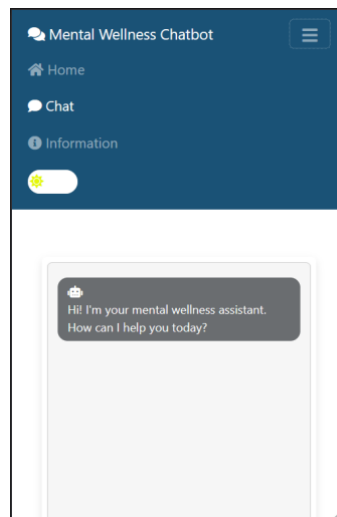 Mental Wellness Chatbot
Home
Chat
Information
Hi! I'm your mental wellness assistant.
How can I help you today?